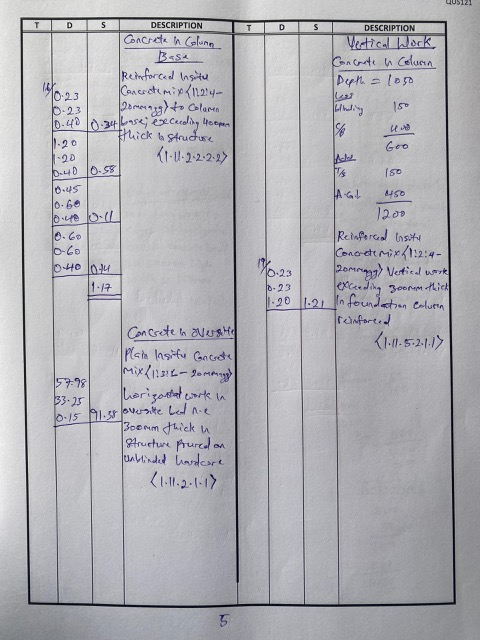 QUS121
T D S DESCRIPTION
Concrete In Column
Base
Reinforced Insitu
16/ 0.23 Concrete mix (1:2:4-
0.23 20mmagg) to Column
0.40 0.34 base; exceeding 400mm
thick in structure
1.20
1.20 <1.11.2.2.2.2>
0.40 0.58
0.45
0.60
0.40 0.11
0.60
0.60
0.40 0.14
1.17
Concrete In oversite
Plain Insitu Concrete
Mix (1:3:6 - 20mmagg)
57.98
33.25 horizontal work in
0.15 91.38 oversite bed n.e
300mm thick in
Structure poured on
Unblinded hardcore
<1.11.2.1.1>
T D S DESCRIPTION
Vertical Work
Concrete In Column
Depth = 1050
Less
blinding 150
C/B 400
600
Add
T/S 150
A.G.L 450
1200
Reinforced Insitu
Concrete Mix (1:2:4-
20mmagg) Vertical work
19/ 0.23
0.23 exceeding 300mm thick
1.20 1.21 In foundation column
reinforced
<1.11.5.2.1.1>
5